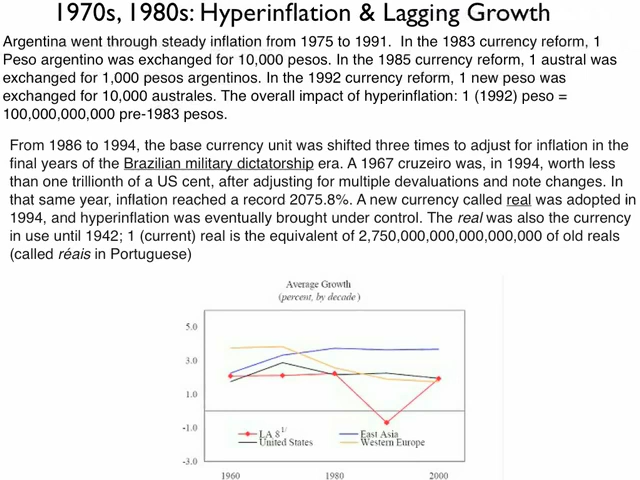 1970s, 1980s: Hyperinflation & Lagging Growth
Argentina went through steady inflation from 1975 to 1991.  In the 1983 currency reform, 1
Peso argentino was exchanged for 10,000 pesos. In the 1985 currency reform, 1 austral was
exchanged for 1,000 pesos argentinos. In the 1992 currency reform, 1 new peso was
exchanged for 10,000 australes. The overall impact of hyperinflation: 1 (1992) peso =
100,000,000,000 pre-1983 pesos.
From 1986 to 1994, the base currency unit was shifted three times to adjust for inflation in the
final years of the Brazilian military dictatorship era. A 1967 cruzeiro was, in 1994, worth less
than one trillionth of a US cent, after adjusting for multiple devaluations and note changes. In
that same year, inflation reached a record 2075.8%. A new currency called real was adopted in
1994, and hyperinflation was eventually brought under control. The real was also the currency
in use until 1942; 1 (current) real is the equivalent of 2,750,000,000,000,000,000 of old reals
(called réais in Portuguese)
Average Growth
(percent, by decade)
5.0
3.0
1.0
-1.0
-3.0
LA 8 1/
East Asia
United States
Western Europe
1960
1980
2000